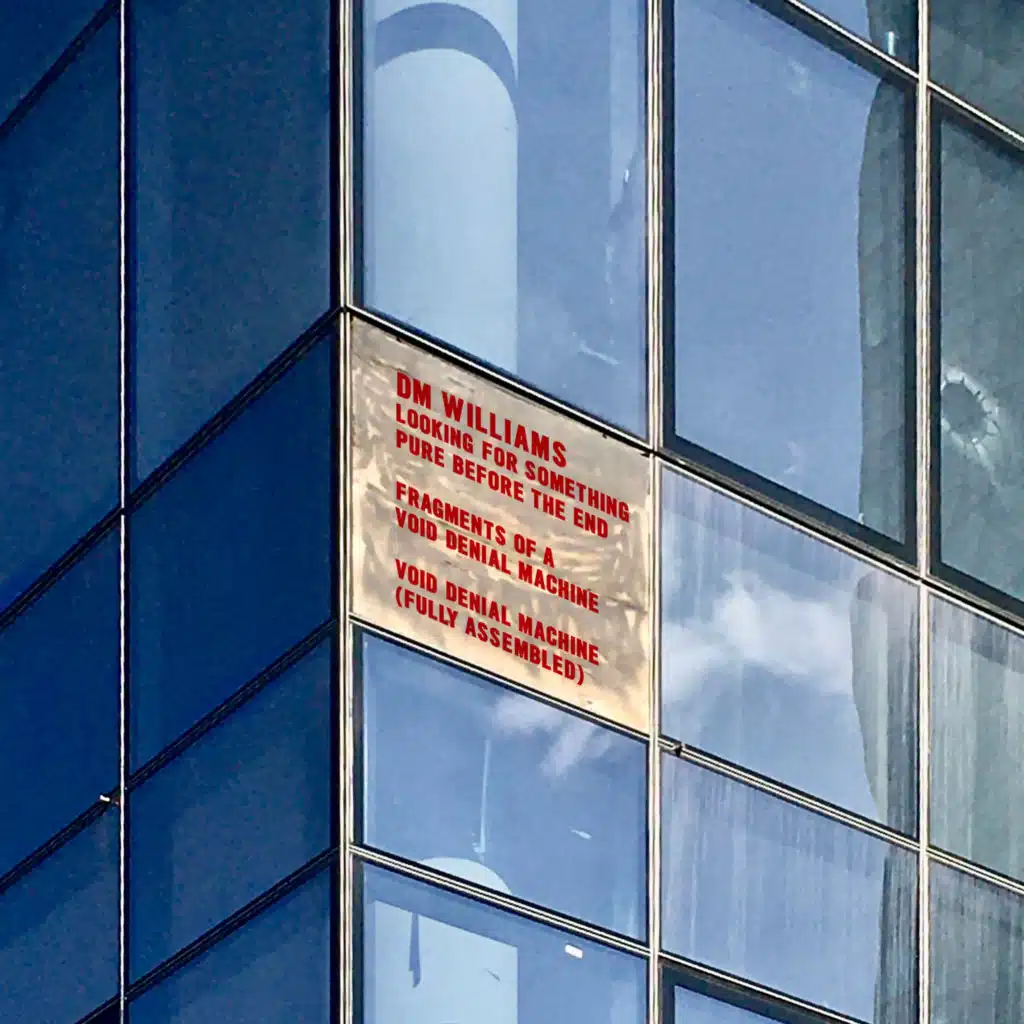 DM WILLIAMS
LOOKING FOR SOMETHING
PURE BEFORE THE END
FRAGMENTS OF A
VOID DENIAL MACHINE
VOID DENIAL MACHINE
(FULLY ASSEMBLED)